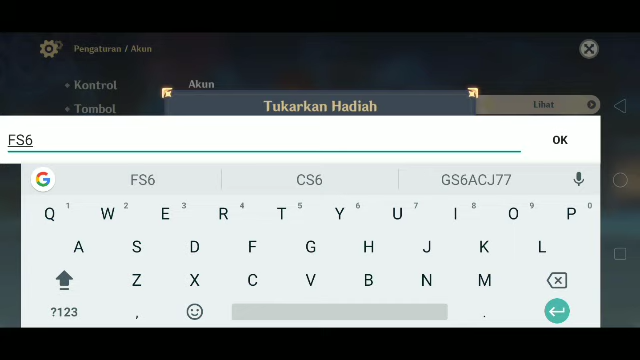 Pengaturan / Akun
Kontrol
Akun
Tombol
Tukarkan Hadiah
Lihat
FS6
OK
FS6 CS6 GS6ACJ77
Q 1 W 2 E 3 R 4 T 5 Y 6 U 7 I 8 O 9 P 0
A S D F G H J K L
Z X C V B N M
?123 , .